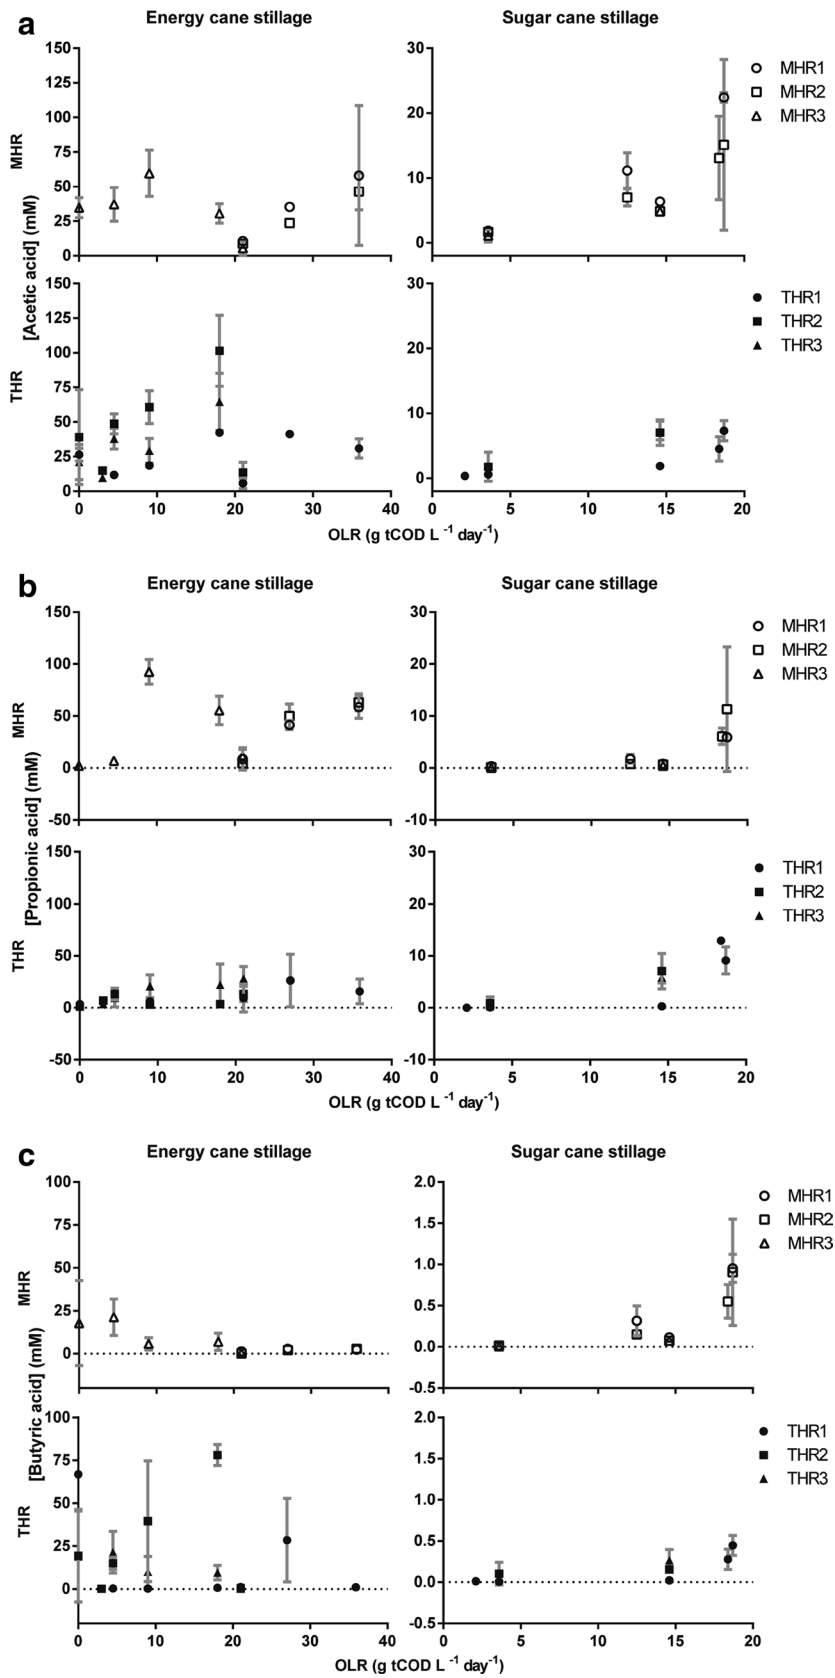 a
Energy cane stillage
Sugar cane stillage
150
125
100
75
50
25
0
MHR
30
20
10
0
MHR1
MHR2
MHR3
[Acetic acid] (mM)
150
125
100
75
50
25
0
THR
0 10 20 30 40
30
20
10
0
0 5 10 15 20
THR1
THR2
THR3
OLR (g tCOD L -1 day-1)
b
Energy cane stillage
Sugar cane stillage
150
100
50
0
-50
MHR
30
20
10
0
-10
MHR1
MHR2
MHR3
[Propionic acid] (mM)
150
100
50
0
-50
THR
0 10 20 30 40
30
20
10
0
-10
0 5 10 15 20
THR1
THR2
THR3
OLR (g tCOD L -1 day-1)
c
Energy cane stillage
Sugar cane stillage
100
75
50
25
0
MHR
2.0
1.5
1.0
0.5
0.0
-0.5
MHR1
MHR2
MHR3
[Butyric acid] (mM)
100
75
50
25
0
THR
0 10 20 30 40
2.0
1.5
1.0
0.5
0.0
-0.5
0 5 10 15 20
THR1
THR2
THR3
OLR (g tCOD L -1 day-1)